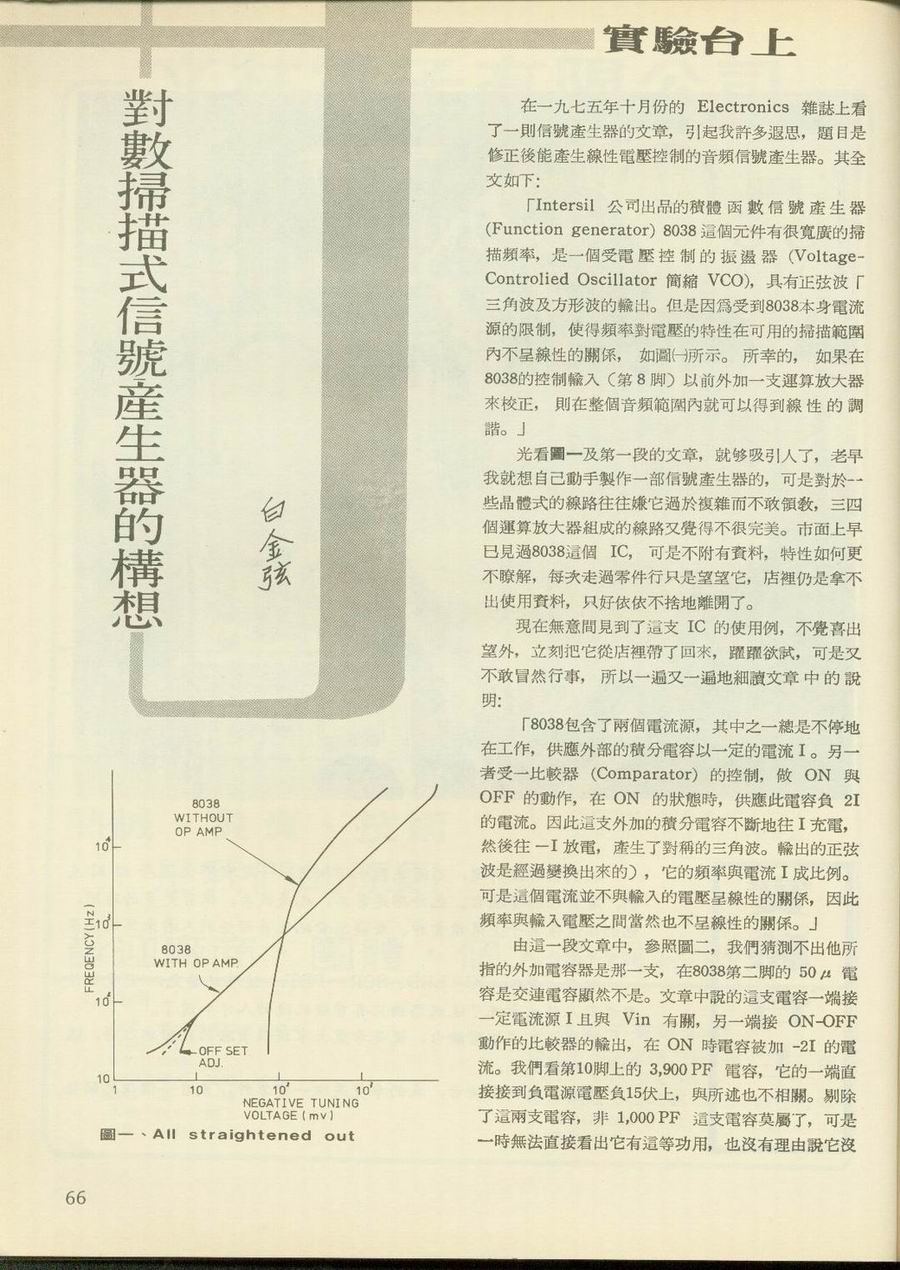 實驗台上
對數掃描式信號產生器的構想
白金弦
在一九七五年十月份的 Electronics 雜誌上看
了一則信號產生器的文章，引起我許多遐思，題目是
修正後能產生線性電壓控制的音頻信號產生器。其全
文如下:
「Intersil 公司出品的積體函數信號產生器
(Function generator) 8038 這個元件有很寬廣的掃
描頻率，是一個受電壓控制的振盪器 (Voltage-
Controlied Oscillator 簡縮 VCO)，具有正弦波「
三角波及方形波的輸出。但是因爲受到8038本身電流
源的限制，使得頻率對電壓的特性在可用的掃描範圍
內不呈線性的關係，如圖㈠所示。所幸的，如果在
8038的控制輸入（第 8 脚）以前外加一支運算放大器
來校正，則在整個音頻範圍內就可以得到線性的調
諧。」
光看圖一及第一段的文章，就够吸引人了，老早
我就想自己動手製作一部信號產生器的，可是對於一
些晶體式的線路往往嫌它過於複雜而不敢領敎，三四
個運算放大器組成的線路又覺得不很完美。市面上早
已見過8038這個 IC，可是不附有資料，特性如何更
不瞭解，每次走過零件行只是望望它，店裡仍是拿不
出使用資料，只好依依不捨地離開了。
現在無意間見到了這支 IC 的使用例，不覺喜出
望外，立刻把它從店裡帶了回來，躍躍欲試，可是又
不敢冒然行事，所以一遍又一遍地細讀文章中的說
明:
「8038包含了兩個電流源，其中之一總是不停地
在工作，供應外部的積分電容以一定的電流 I 。另一
者受一比較器 (Comparator) 的控制，做 ON 與
OFF 的動作，在 ON 的狀態時，供應此電容負 2I
的電流。因此這支外加的積分電容不斷地往 I 充電，
然後往 －I 放電，產生了對稱的三角波。輸出的正弦
波是經過變換出來的），它的頻率與電流 I 成比例。
可是這個電流並不與輸入的電壓呈線性的關係，因此
頻率與輸入電壓之間當然也不呈線性的關係。」
由這一段文章中，參照圖二，我們猜測不出他所
指的外加電容器是那一支，在8038第二脚的 50μ 電
容是交連電容顯然不是。文章中說的這支電容一端接
一定電流源 I 且與 Vin 有關，另一端接 ON-OFF
動作的比較器的輸出，在 ON 時電容被加 -2I 的電
流。我們看第10脚上的 3,900 PF 電容，它的一端直
接接到負電源電壓負15伏上，與所述也不相關。剔除
了這兩支電容，非 1,000 PF 這支電容莫屬了，可是
一時無法直接看出它有這等功用，也沒有理由說它沒
8038
WITHOUT
OP AMP
8038
WITH OP AMP.
OFF SET
ADJ.
FREQENCY (Hz)
10⁴
10³
10²
10
1
10
10²
10³
NEGATIVE TUNING
VOLTAGE ( mv )
圖一、All straightened out
66